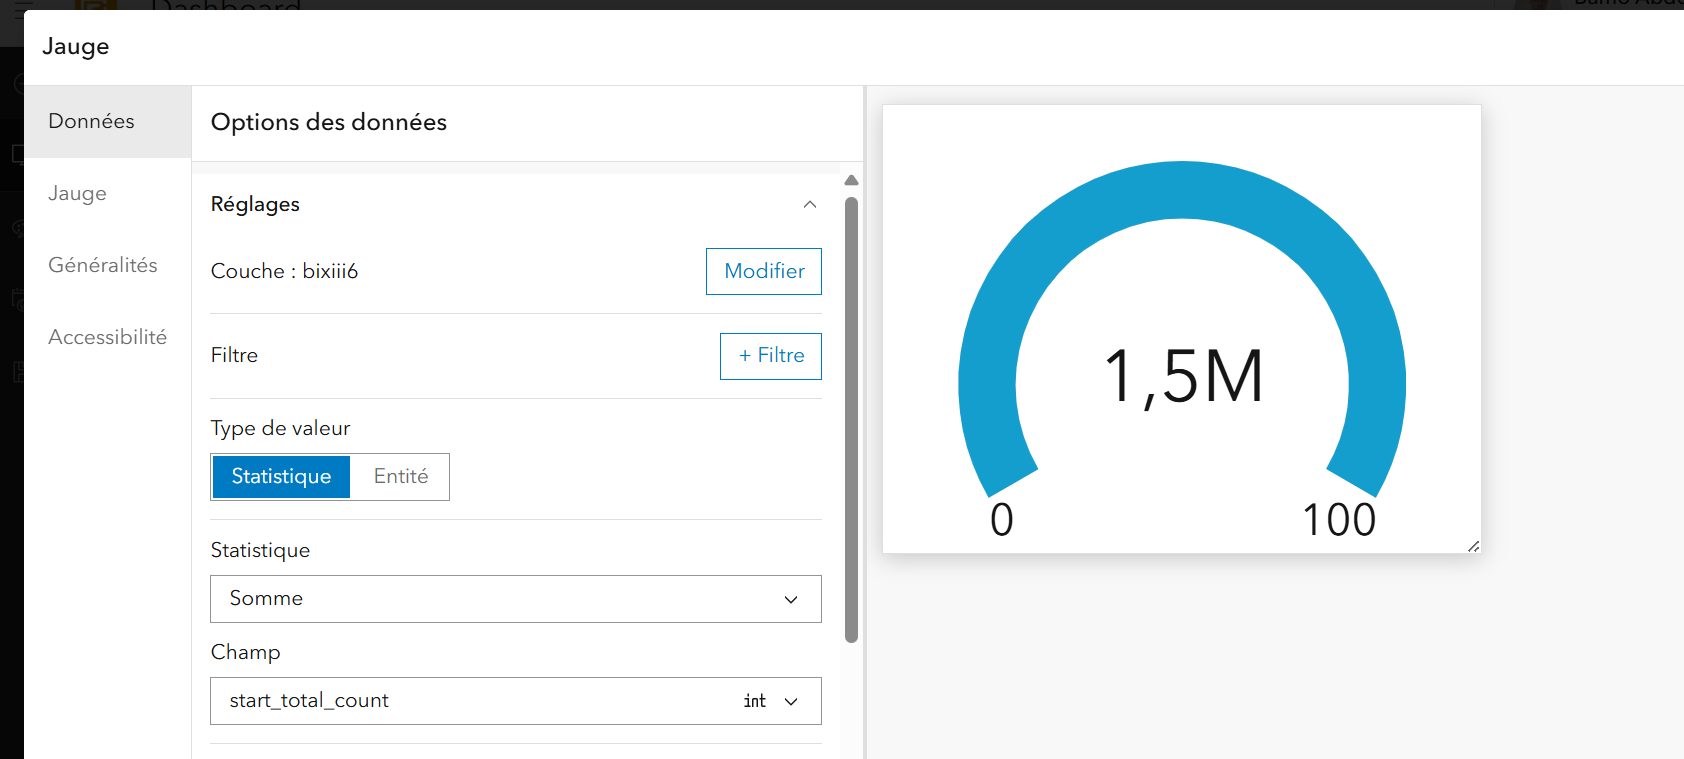 Dashboard
Jauge
Données
Jauge
Généralités
Accessibilité
Options des données
Réglages
Couche : bixiii6
Modifier
Filtre
+ Filtre
Type de valeur
Statistique
Entité
Statistique
Somme
Champ
start_total_count
int
1,5M
0
100